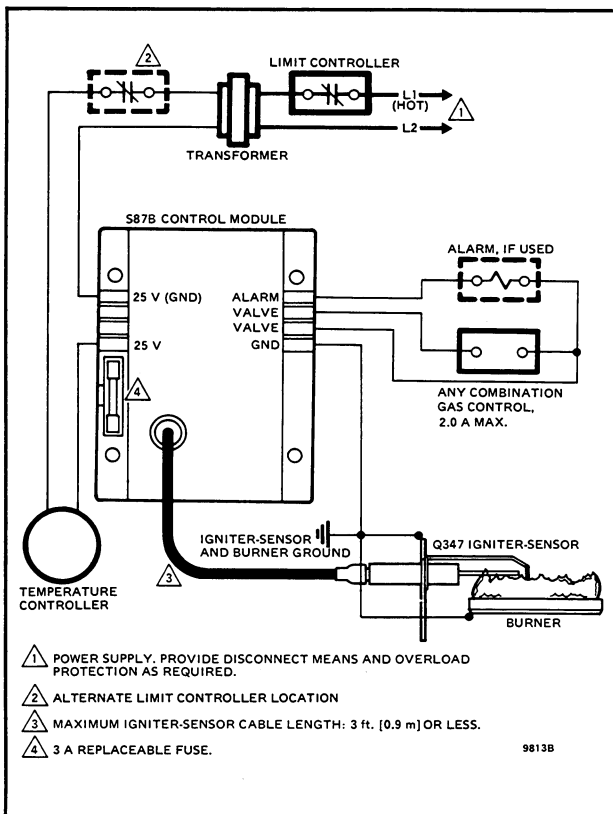 2
LIMIT CONTROLLER
L1
(HOT)
1
L2
TRANSFORMER
S87B CONTROL MODULE
ALARM, IF USED
25 V (GND)
ALARM
VALVE
VALVE
25 V
GND
4
ANY COMBINATION
GAS CONTROL,
2.0 A MAX.
IGNITER-SENSOR
AND BURNER GROUND
Q347 IGNITER-SENSOR
3
TEMPERATURE
CONTROLLER
BURNER
1 POWER SUPPLY. PROVIDE DISCONNECT MEANS AND OVERLOAD
PROTECTION AS REQUIRED.
2 ALTERNATE LIMIT CONTROLLER LOCATION
3 MAXIMUM IGNITER-SENSOR CABLE LENGTH: 3 ft. [0.9 m] OR LESS.
4 3 A REPLACEABLE FUSE.
9813B